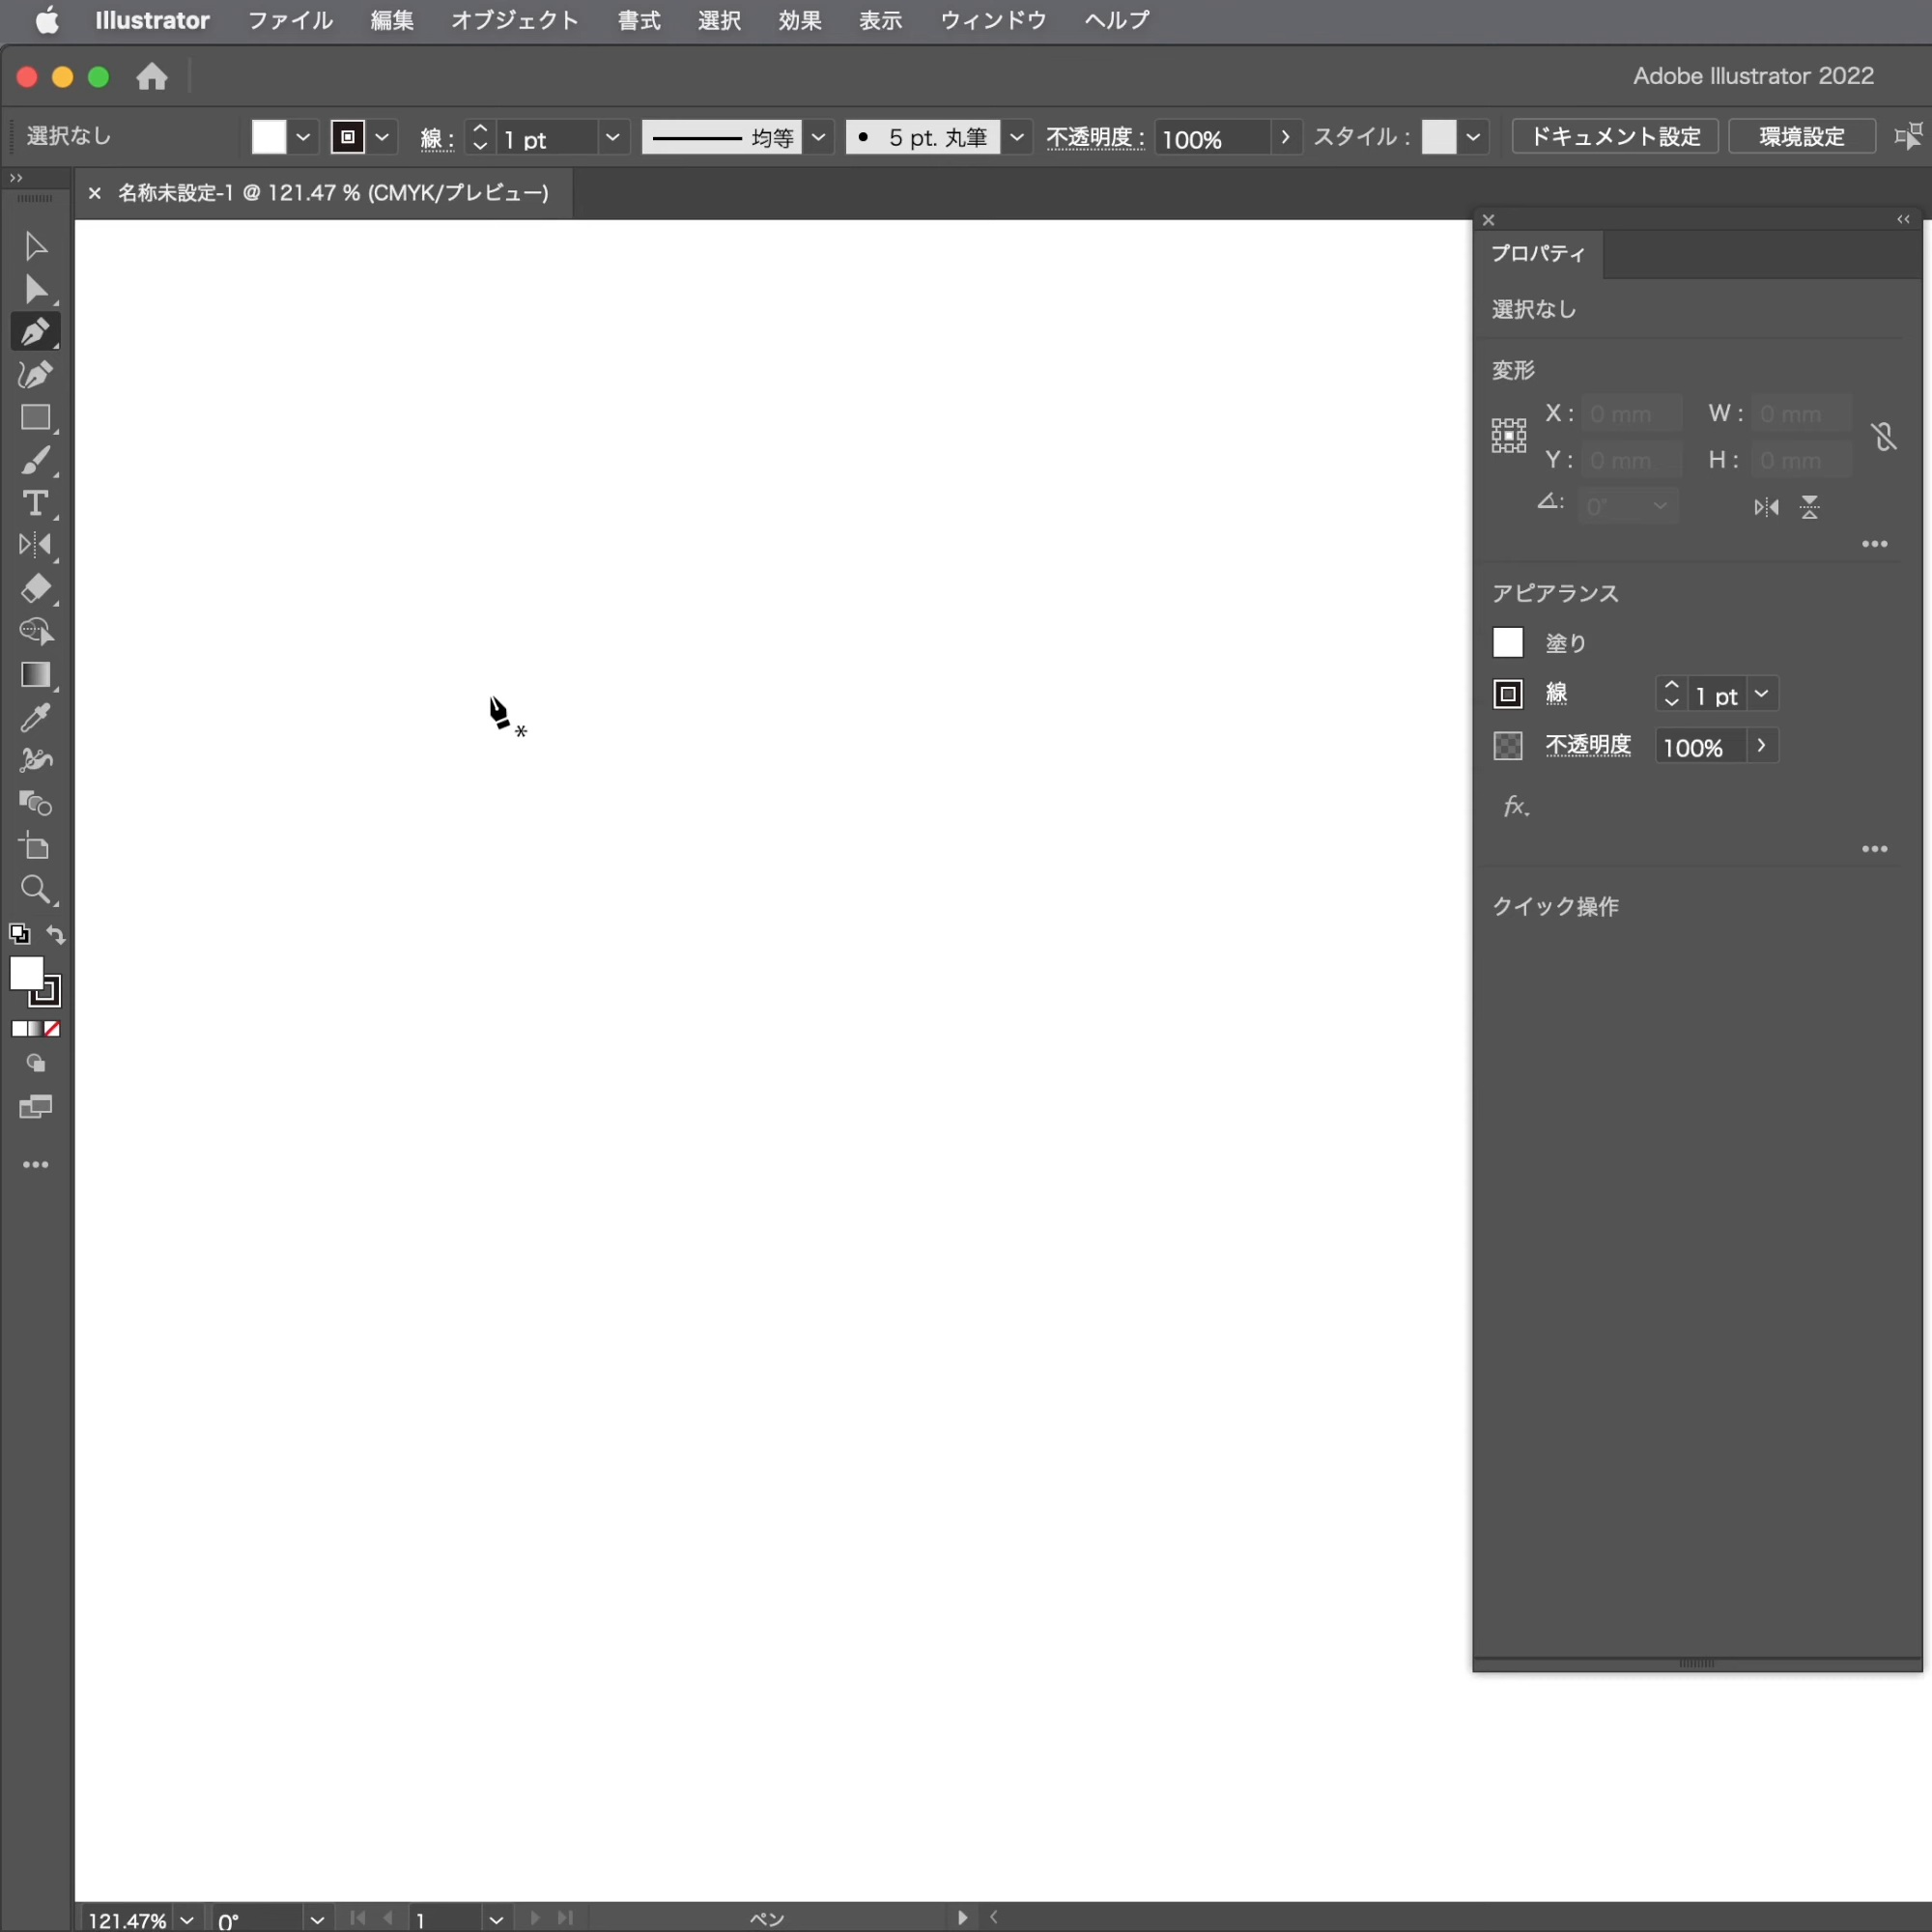 Illustrator ファイル 編集 オブジェクト 書式 選択 効果 表示 ウィンドウ ヘルプ
Adobe Illustrator 2022
選択なし 線 : 1 pt 均等 5 pt. 丸筆 不透明度 : 100% スタイル : ドキュメント設定 環境設定
名称未設定-1 @ 121.47 % (CMYK/プレビュー)
プロパティ
選択なし
変形
X : 0 mm W : 0 mm
Y : 0 mm H : 0 mm
0°
アピアランス
塗り
線 1 pt
不透明度 100%
fx
クイック操作
121.47% 0° 1 ペン